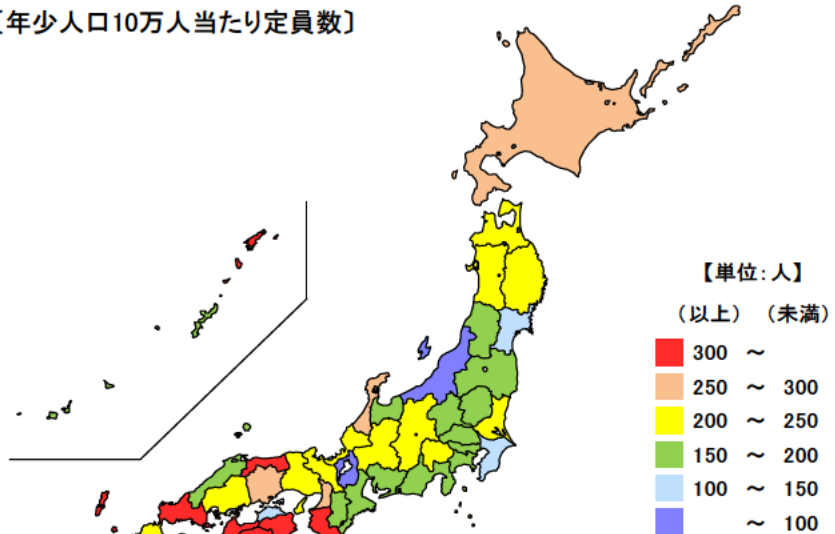 〔年少人口10万人当たり定員数〕
【単位：人】
（以上）（未満）
300 ～
250 ～ 300
200 ～ 250
150 ～ 200
100 ～ 150
～ 100